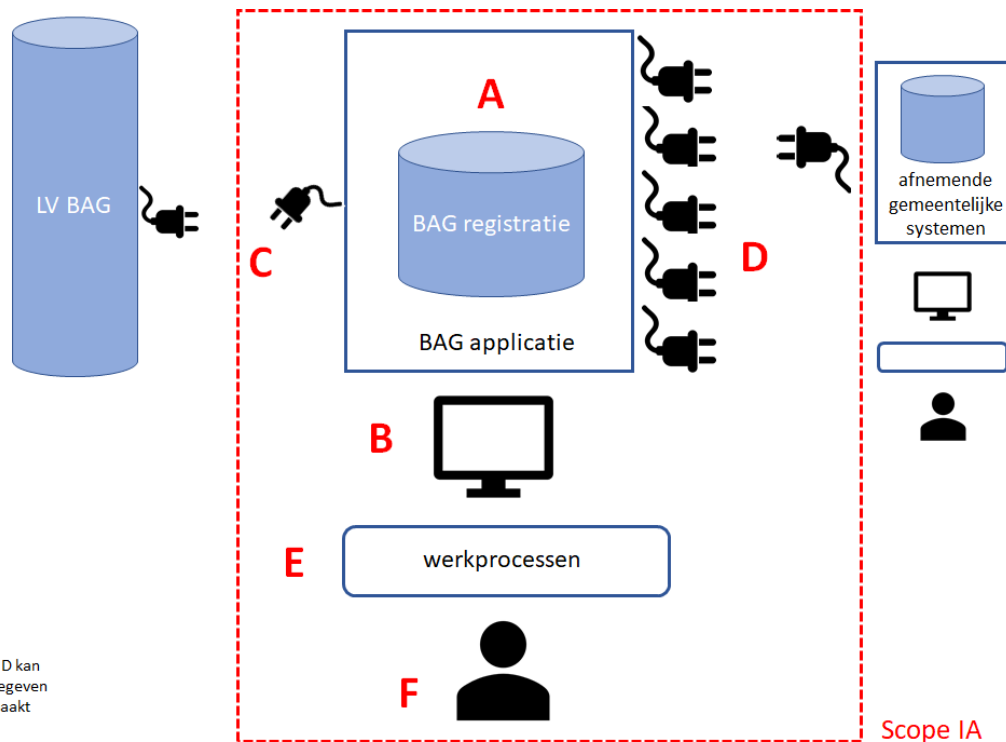 A
LV BAG
BAG registratie
C
D
afnemende
gemeentelijke
systemen
BAG applicatie
B
E
werkprocessen
D kan
egeven
aakt
F
Scope IA